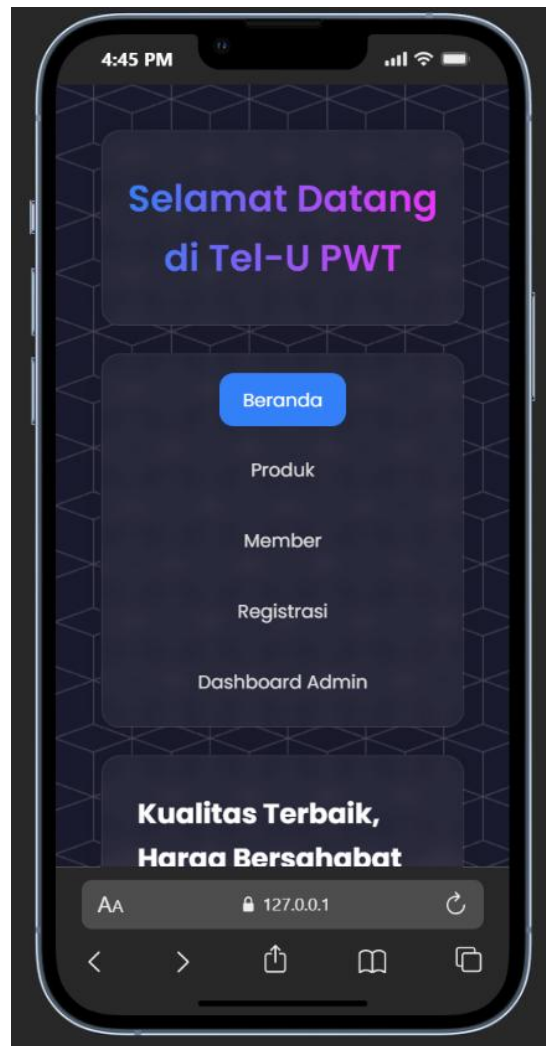 4:45 PM
Selamat Datang
di Tel-U PWT
Beranda
Produk
Member
Registrasi
Dashboard Admin
Kualitas Terbaik,
Harga Bersahabat
AA
127.0.0.1